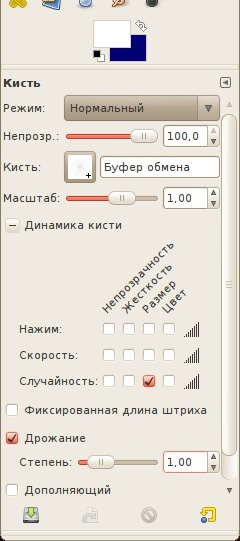 Кисть
Режим: Нормальный
Непрозр.: 100,0
Кисть: Буфер обмена
Масштаб: 1,00
Динамика кисти
Непрозрачность
Жесткость
Размер
Цвет
Нажим:
Скорость:
Случайность:
Фиксированная длина штриха
Дрожание
Степень: 1,00
Дополняющий